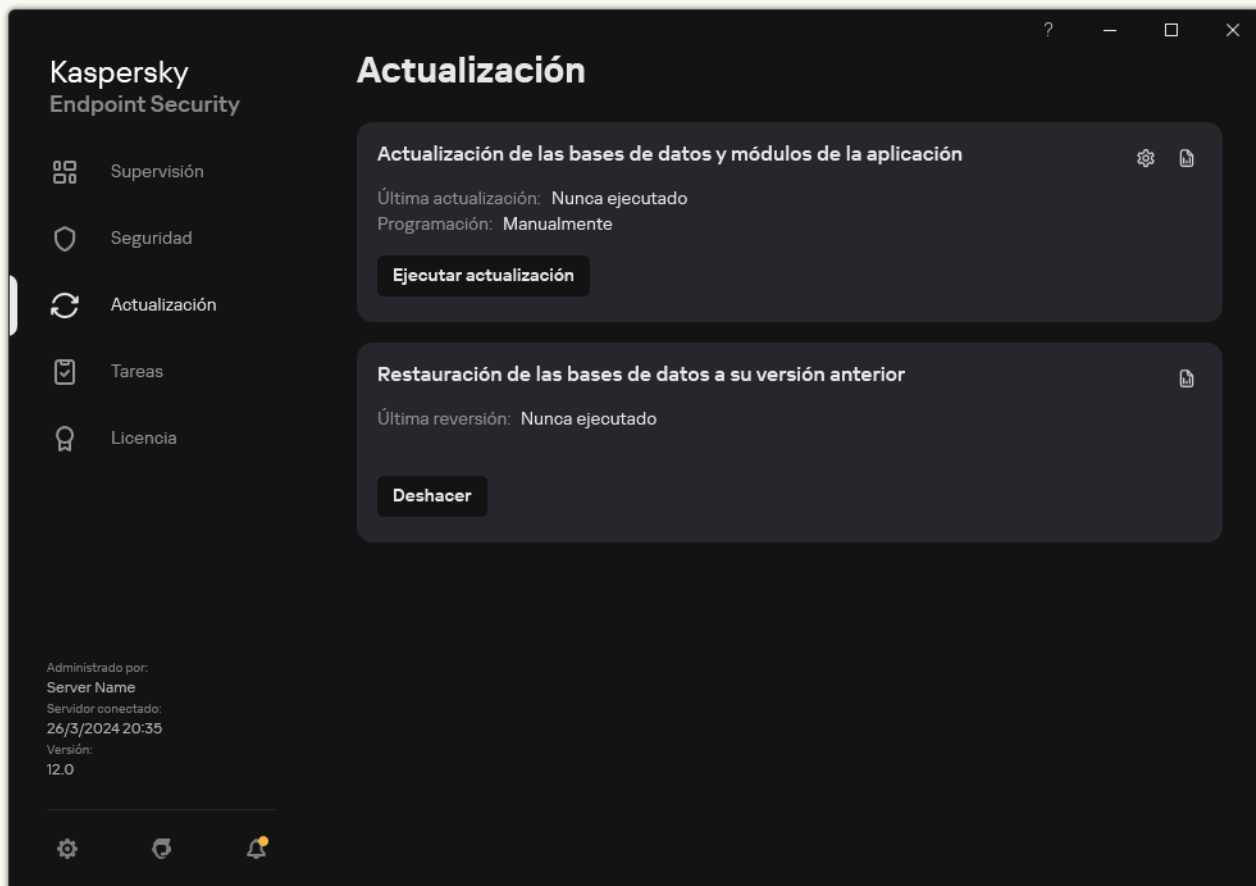 ?
Kaspersky
Endpoint Security
Supervisión
Seguridad
Actualización
Tareas
Licencia
Administrado por:
Server Name
Servidor conectado:
26/3/2024 20:35
Versión:
12.0
Actualización
Actualización de las bases de datos y módulos de la aplicación
Última actualización: Nunca ejecutado
Programación: Manualmente
Ejecutar actualización
Restauración de las bases de datos a su versión anterior
Última reversión: Nunca ejecutado
Deshacer